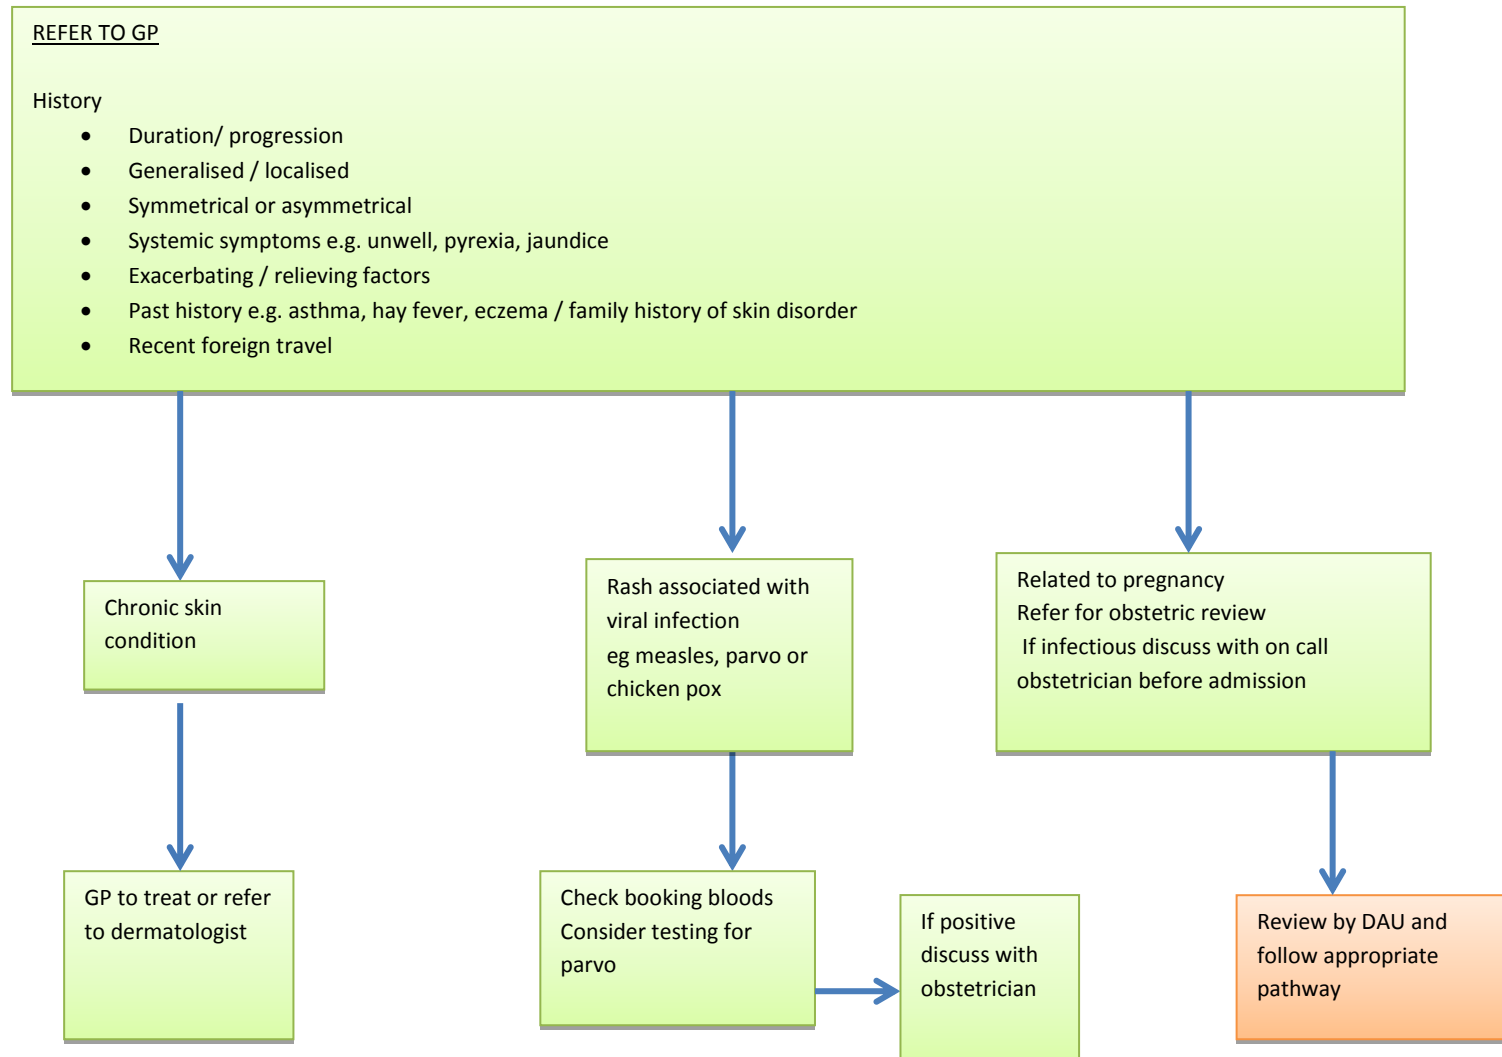 REFER TO GP
History
• Duration/ progression
• Generalised / localised
• Symmetrical or asymmetrical
• Systemic symptoms e.g. unwell, pyrexia, jaundice
• Exacerbating / relieving factors
• Past history e.g. asthma, hay fever, eczema / family history of skin disorder
• Recent foreign travel
Chronic skin
condition
Rash associated with
viral infection
eg measles, parvo or
chicken pox
Related to pregnancy
Refer for obstetric review
If infectious discuss with on call
obstetrician before admission
GP to treat or refer
to dermatologist
Check booking bloods
Consider testing for
parvo
If positive
discuss with
obstetrician
Review by DAU and
follow appropriate
pathway